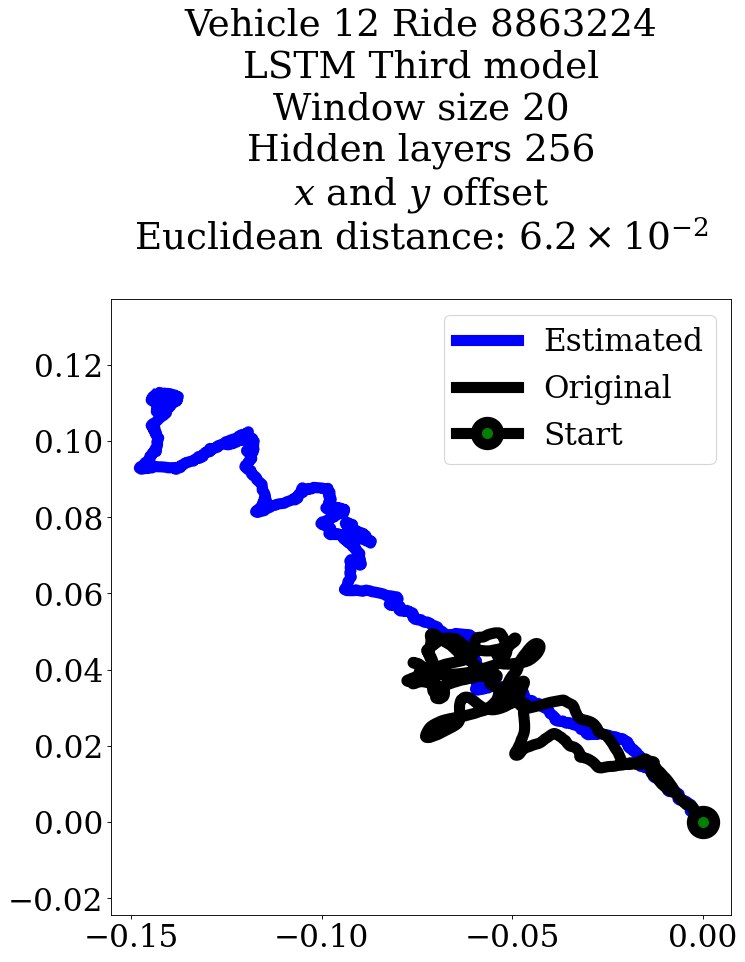 Vehicle 12 Ride 8863224
LSTM Third model
Window size 20
Hidden layers 256
x and y offset
Euclidean distance: 6.2 × 10⁻²
Estimated
Original
Start
0.12
0.10
0.08
0.06
0.04
0.02
0.00
−0.02
−0.15 −0.10 −0.05 0.00